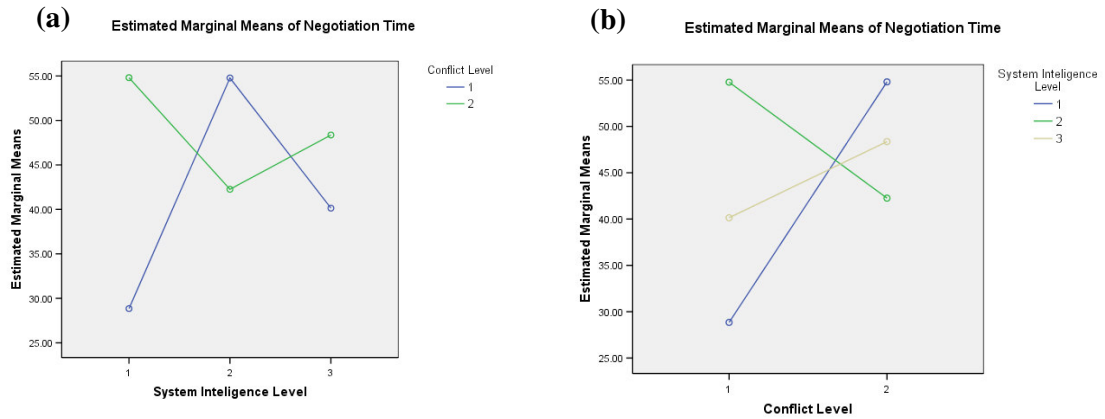 (a)
Estimated Marginal Means of Negotiation Time
Estimated Marginal Means
55.00
50.00
45.00
40.00
35.00
30.00
25.00
1
2
3
System Inteligence Level
Conflict Level
1
2
(b)
Estimated Marginal Means of Negotiation Time
Estimated Marginal Means
55.00
50.00
45.00
40.00
35.00
30.00
25.00
1
2
Conflict Level
System Inteligence
Level
1
2
3